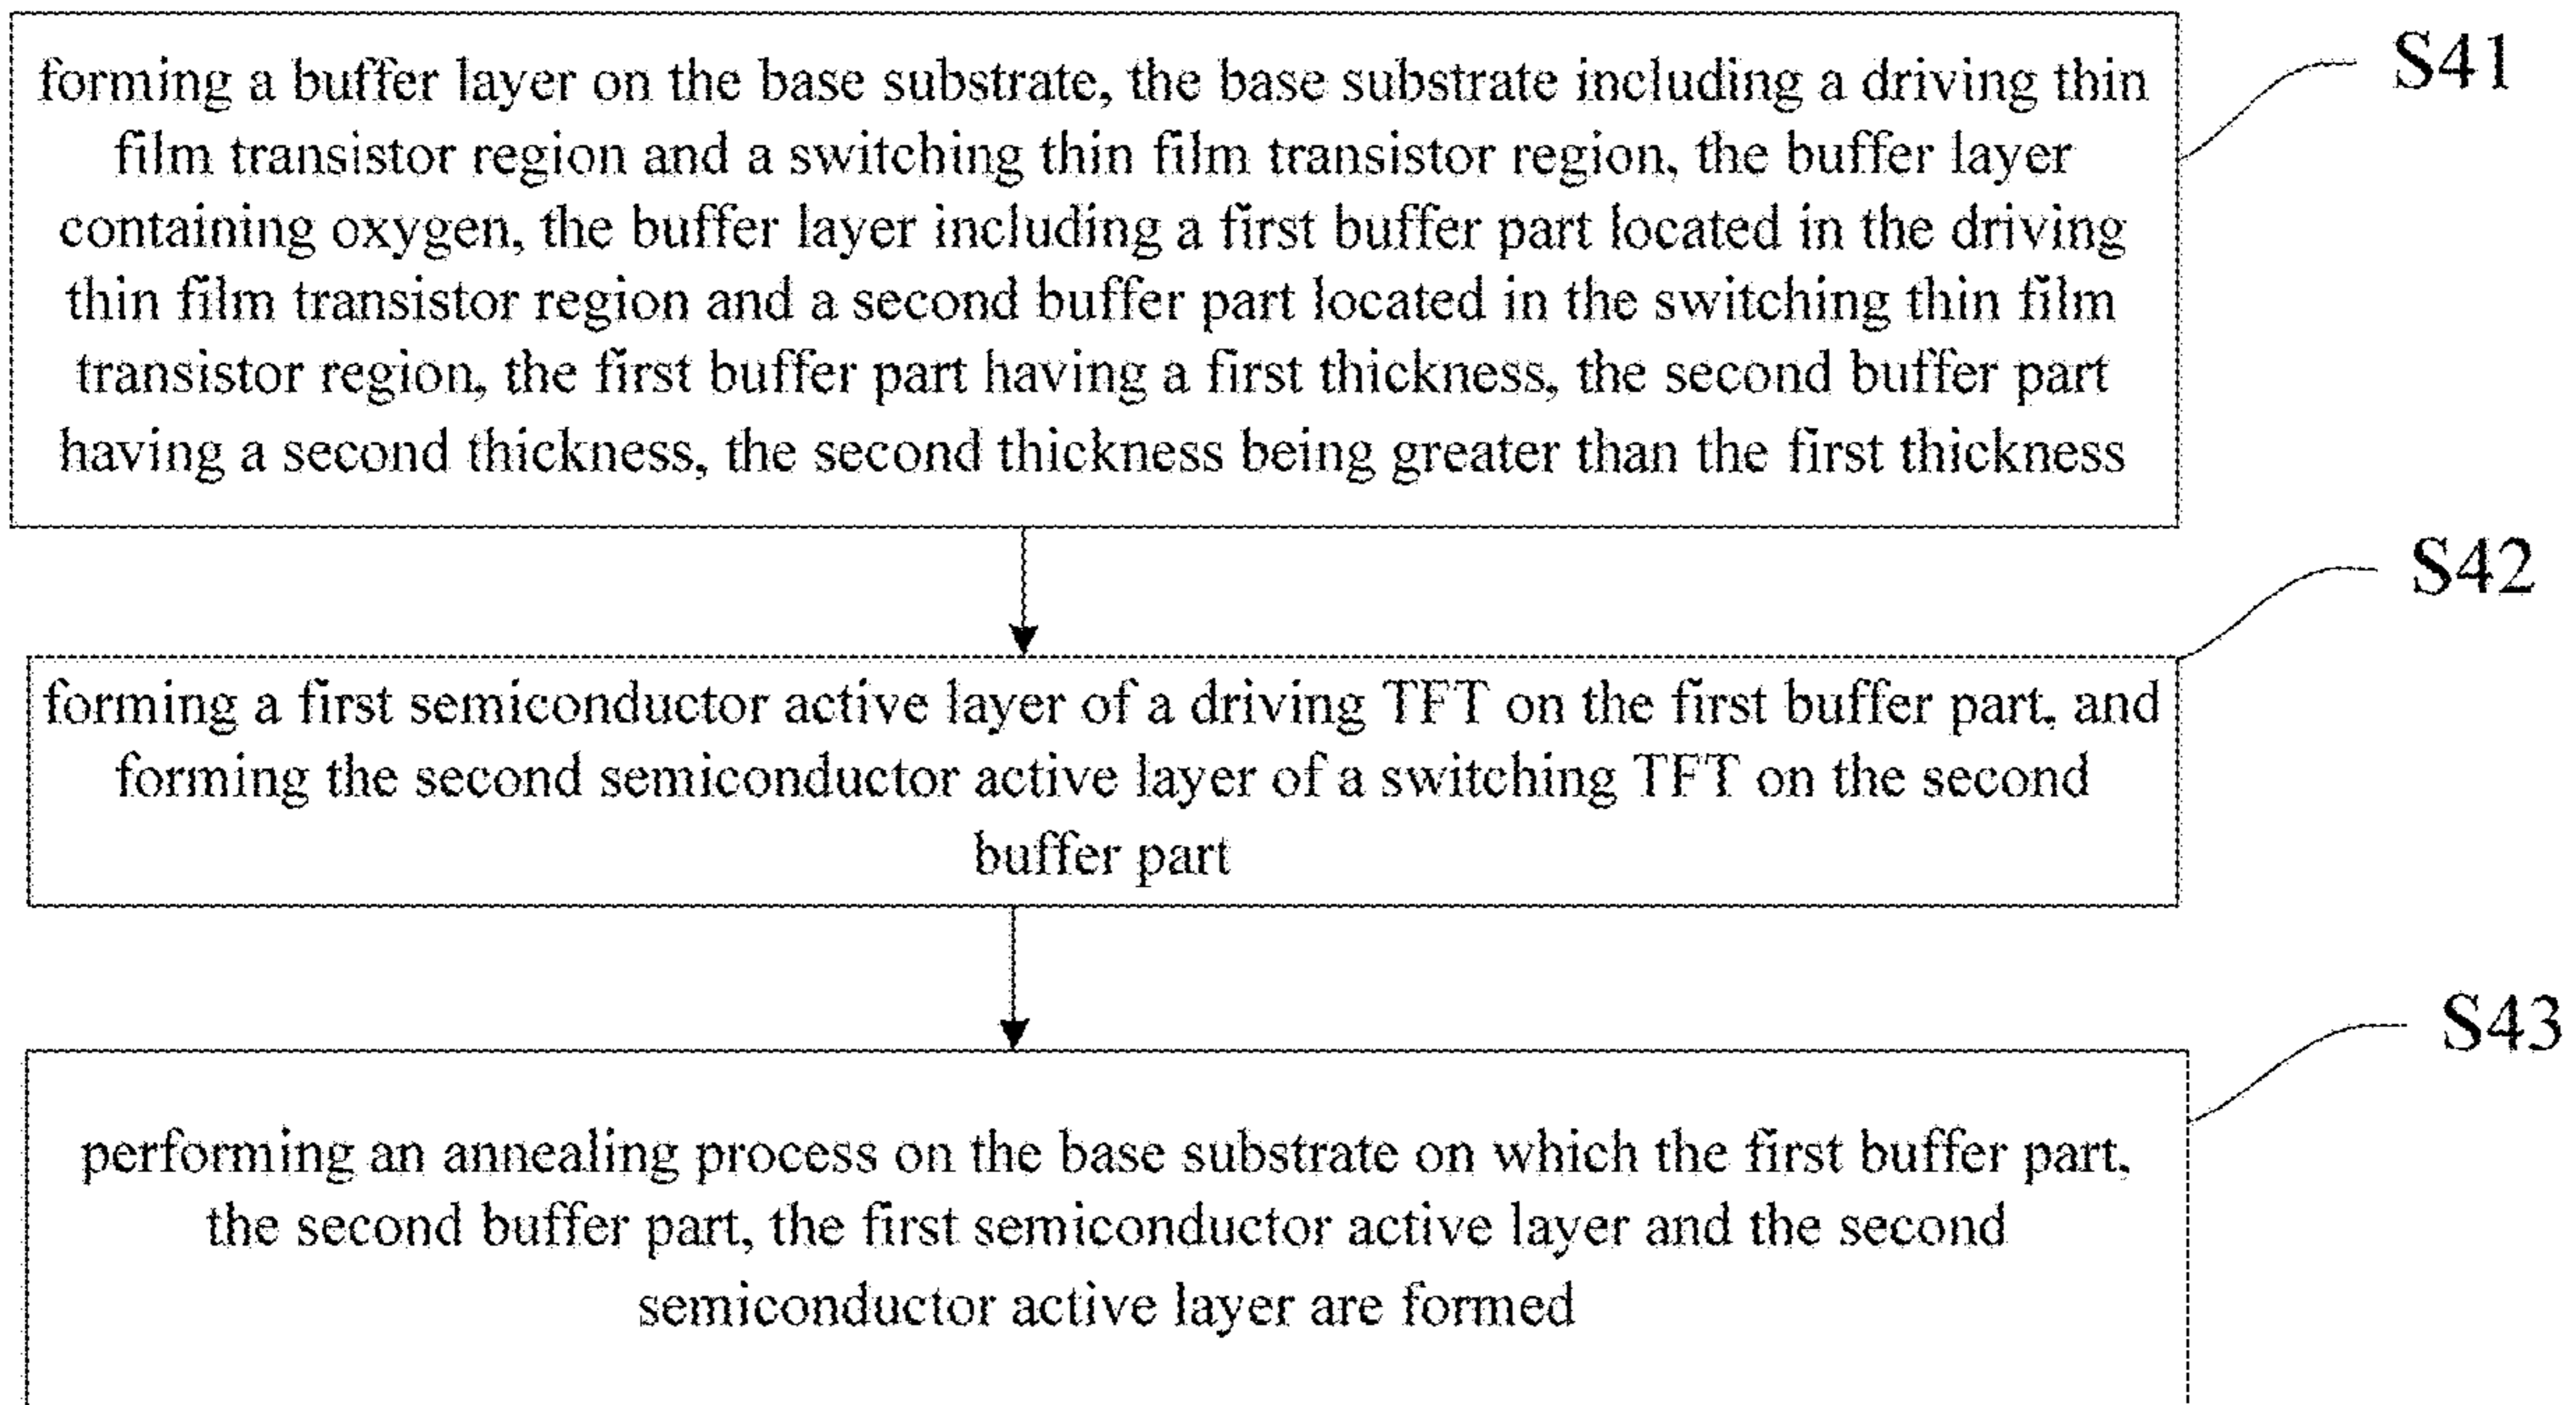 forming a buffer layer on the base substrate, the base substrate including a driving thin
film transistor region and a switching thin film transistor region, the buffer layer
containing oxygen, the buffer layer including a first buffer part located in the driving
thin film transistor region and a second buffer part located in the switching thin film
transistor region, the first buffer part having a first thickness, the second buffer part
having a second thickness, the second thickness being greater than the first thickness
S41
forming a first semiconductor active layer of a driving TFT on the first buffer part, and
forming the second semiconductor active layer of a switching TFT on the second
buffer part
S42
performing an annealing process on the base substrate on which the first buffer part,
the second buffer part, the first semiconductor active layer and the second
semiconductor active layer are formed
S43